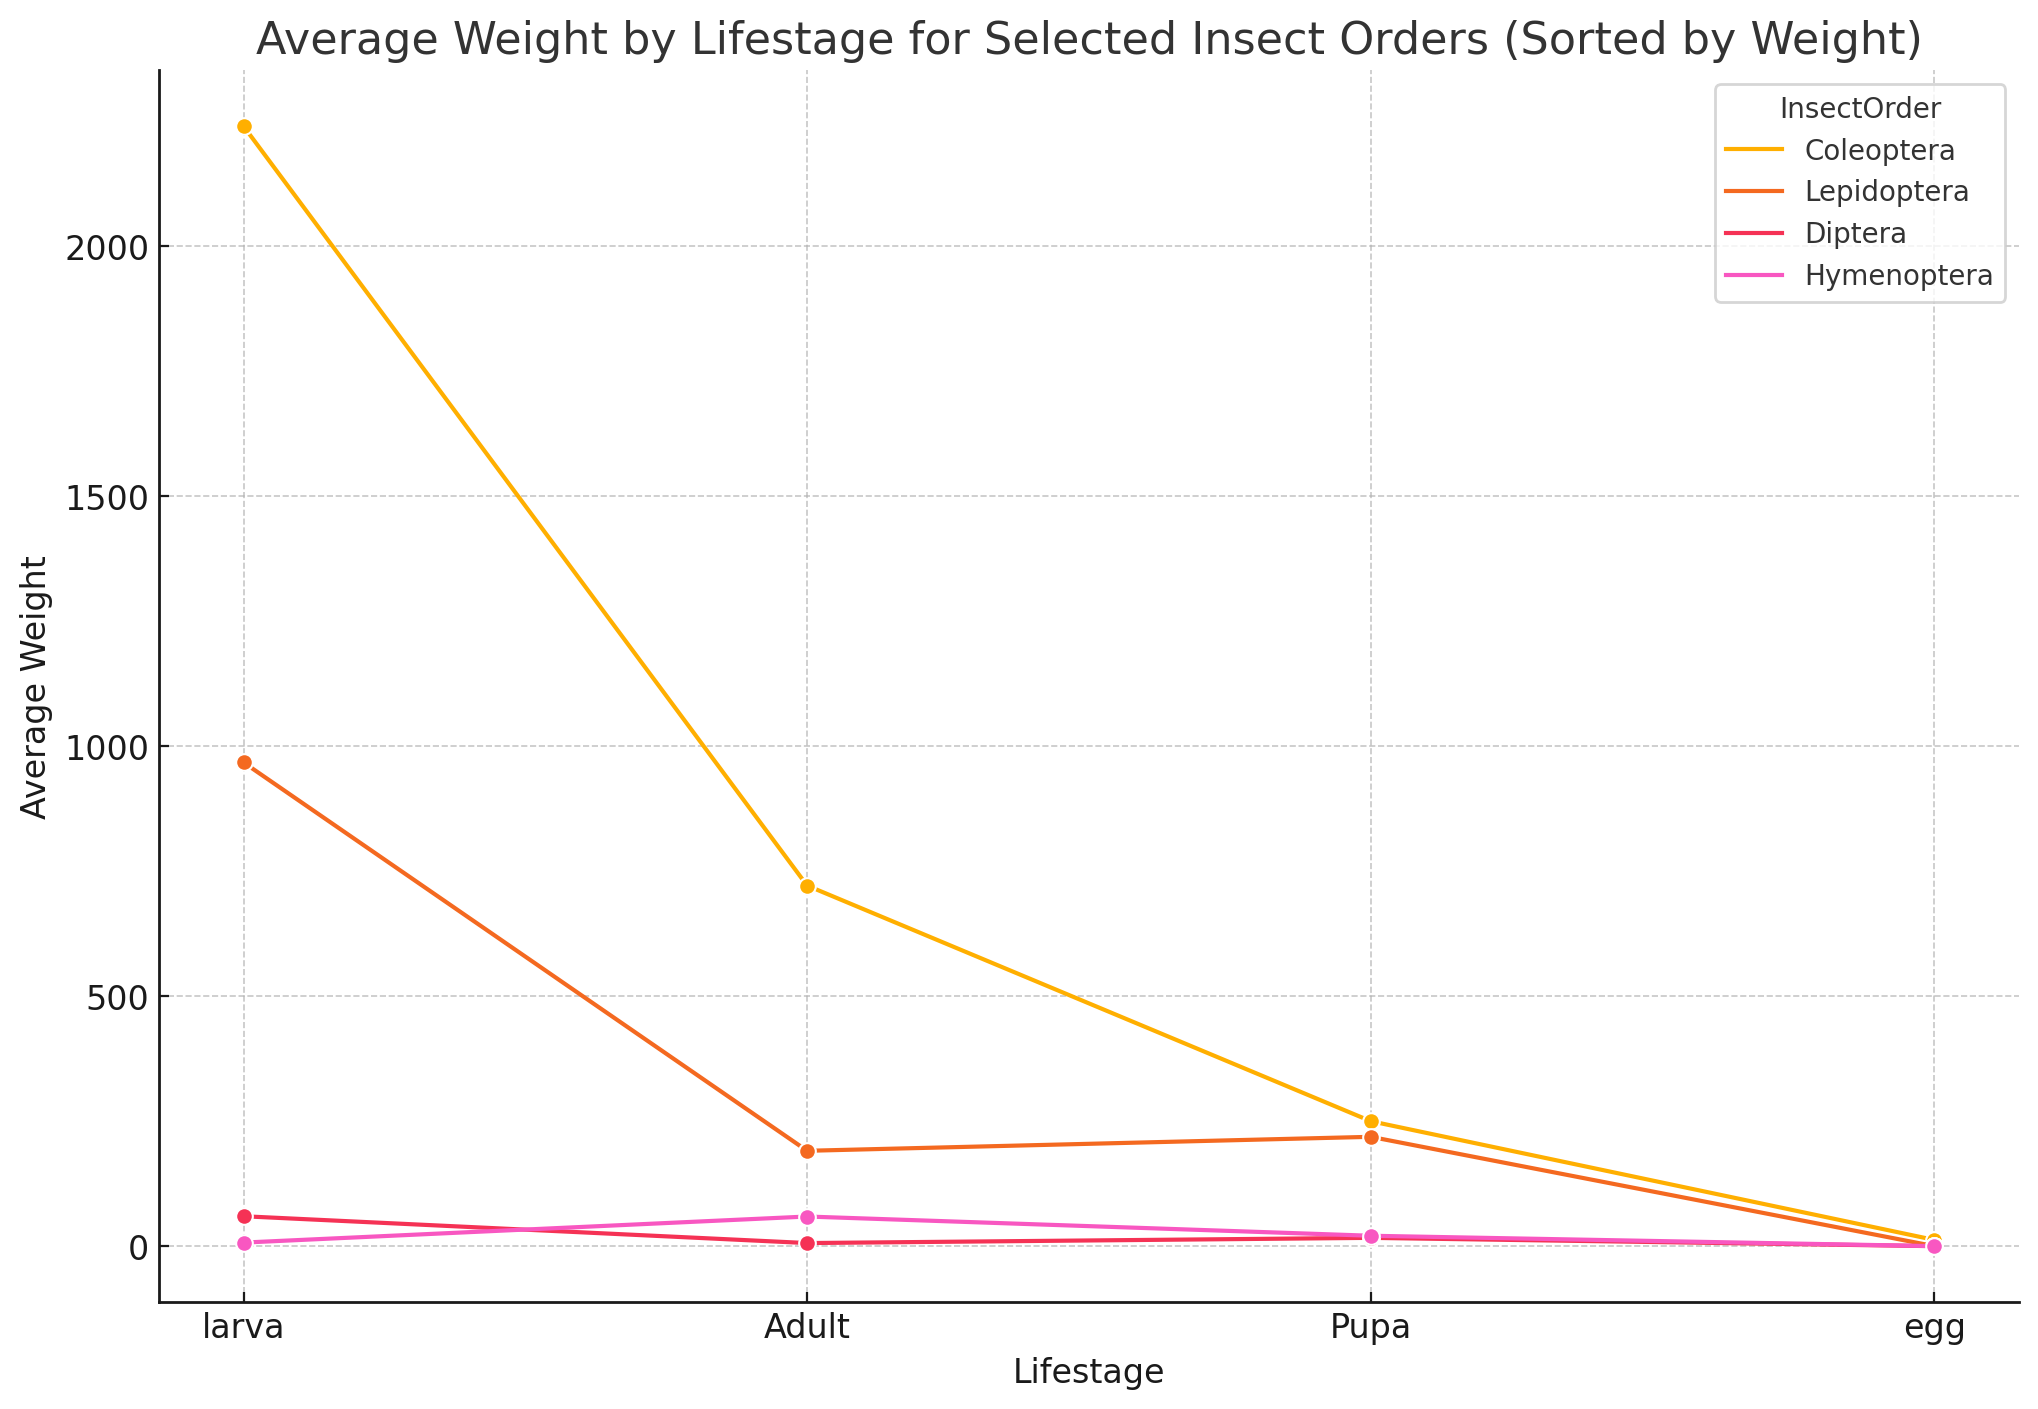 Average Weight by Lifestage for Selected Insect Orders (Sorted by Weight)
InsectOrder
Coleoptera
Lepidoptera
Diptera
Hymenoptera
2000
1500
1000
500
0
Average Weight
larva Adult Pupa egg
Lifestage